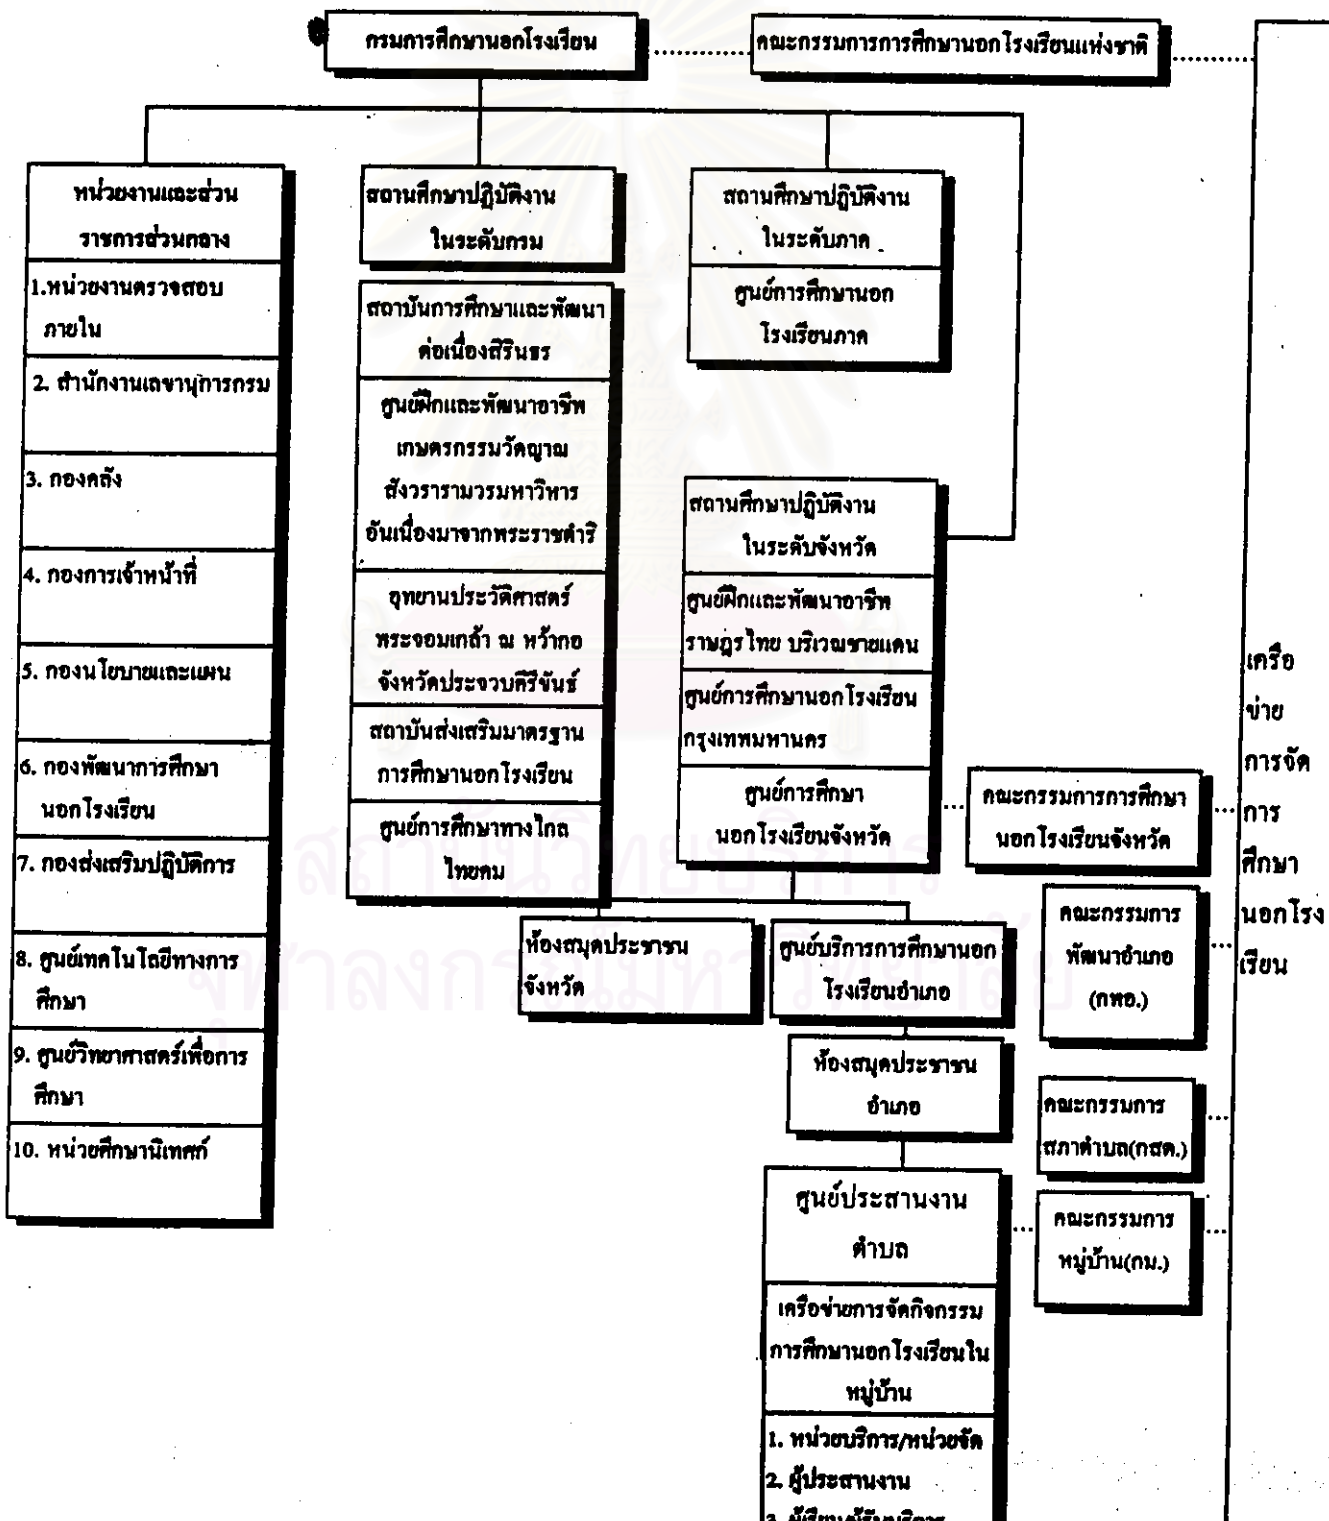 กรมการศึกษานอกโรงเรียน
คณะกรรมการการศึกษานอกโรงเรียนแห่งชาติ
หน่วยงานและส่วน
ราชการส่วนกลาง
1.หน่วยงานตรวจสอบ
ภายใน
2. สำนักงานเลขานุการกรม
3. กองคลัง
4. กองการเจ้าหน้าที่
5. กองนโยบายและแผน
6. กองพัฒนาการศึกษา
นอกโรงเรียน
7. กองส่งเสริมปฏิบัติการ
8. ศูนย์เทคโนโลยีทางการ
ศึกษา
9. ศูนย์วิทยาศาสตร์เพื่อการ
ศึกษา
10. หน่วยศึกษานิเทศก์
สถานศึกษาปฏิบัติงาน
ในระดับกรม
สถาบันการศึกษาและพัฒนา
ต่อเนื่องสิรินธร
ศูนย์ฝึกและพัฒนาอาชีพ
เกษตรกรรมวัดญาณ
สังวรารามวรมหาวิหาร
อันเนื่องมาจากพระราชดำริ
อุทยานประวัติศาสตร์
พระจอมเกล้า ณ หว้ากอ
จังหวัดประจวบคีรีขันธ์
สถาบันส่งเสริมมาตรฐาน
การศึกษานอกโรงเรียน
ศูนย์การศึกษาทางไกล
ไทยคม
สถานศึกษาปฏิบัติงาน
ในระดับภาค
ศูนย์การศึกษานอก
โรงเรียนภาค
สถานศึกษาปฏิบัติงาน
ในระดับจังหวัด
ศูนย์ฝึกและพัฒนาอาชีพ
ราษฎรไทย บริเวณชายแดน
ศูนย์การศึกษานอกโรงเรียน
กรุงเทพมหานคร
ศูนย์การศึกษา
นอกโรงเรียนจังหวัด
คณะกรรมการการศึกษา
นอกโรงเรียนจังหวัด
ห้องสมุดประชาชน
จังหวัด
ศูนย์บริการการศึกษานอก
โรงเรียนอำเภอ
คณะกรรมการ
พัฒนาอำเภอ
(กพอ.)
ห้องสมุดประชาชน
อำเภอ
คณะกรรมการ
สภาตำบล(กสต.)
ศูนย์ประสานงาน
ตำบล
คณะกรรมการ
หมู่บ้าน(กม.)
เครือข่ายการจัดกิจกรรม
การศึกษานอกโรงเรียนใน
หมู่บ้าน
1. หน่วยบริการ/หน่วยจัด
2. ผู้ประสานงาน
3. ผู้เรียน/ผู้รับบริการ
เครือ
ข่าย
การจัด
การ
ศึกษา
นอกโรง
เรียน
สถาบันวิทยบริการ
จุฬาลงกรณ์มหาวิทยาลัย